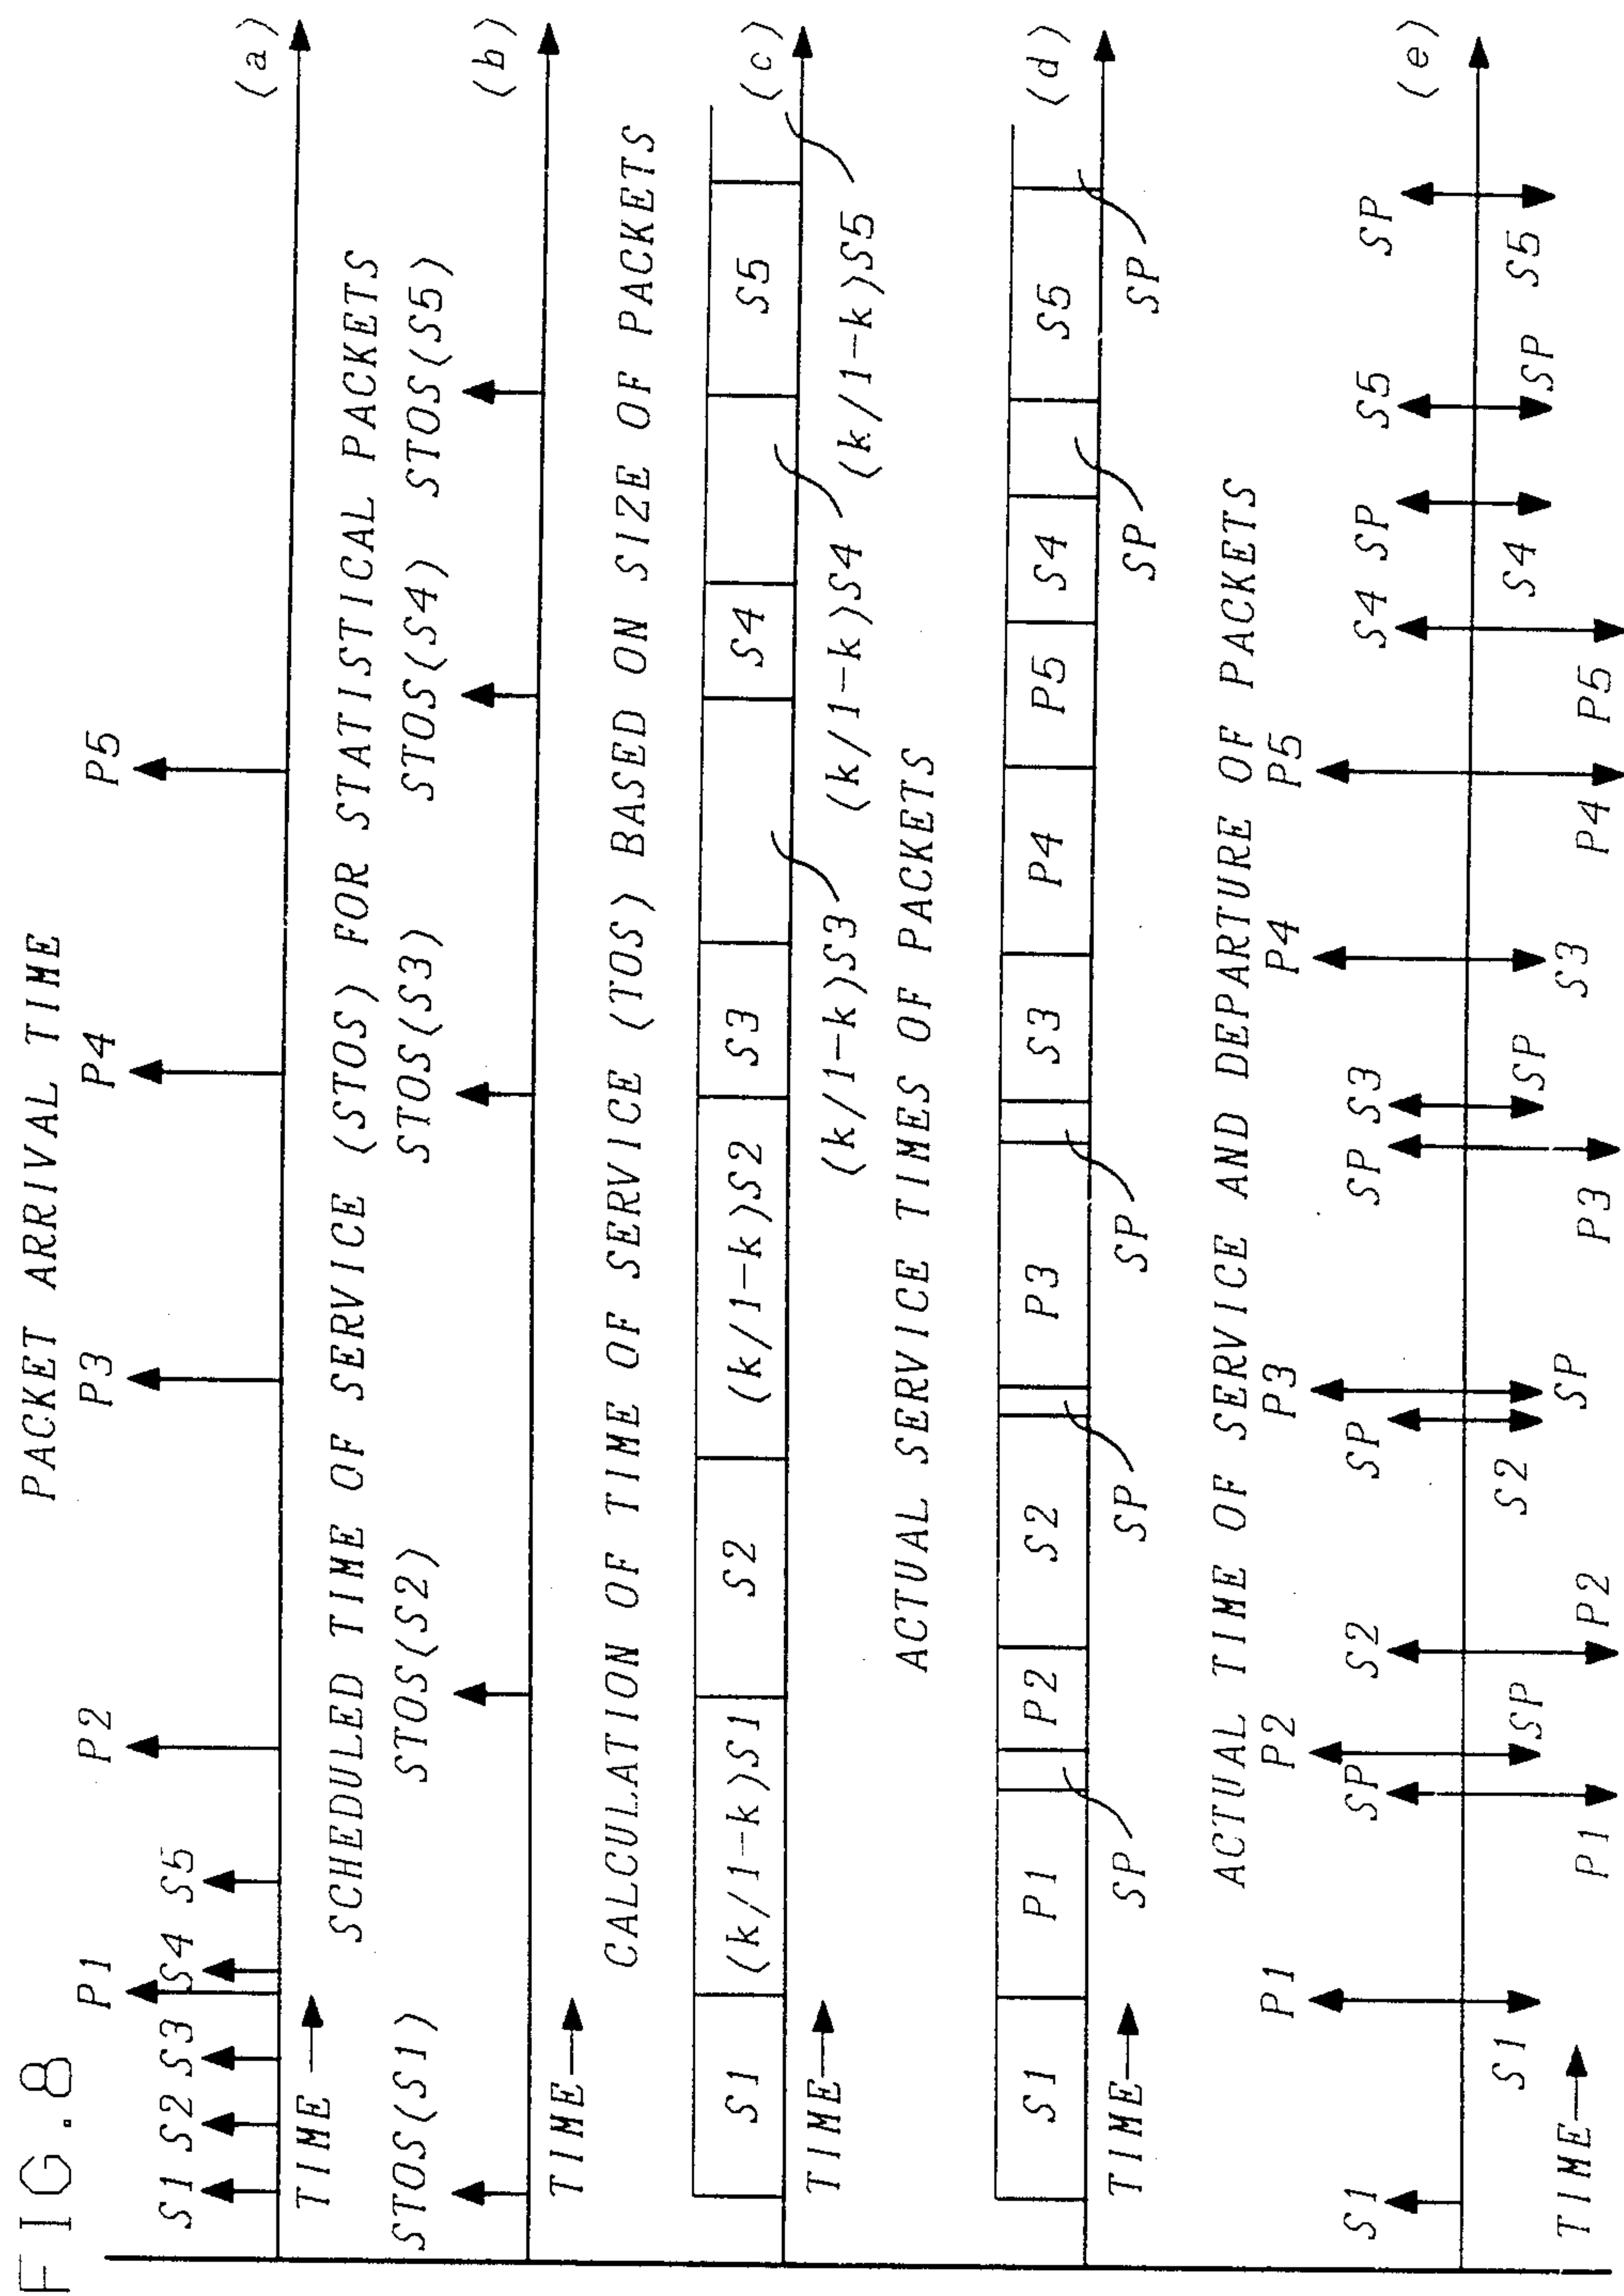 FIG.8
PACKET ARRIVAL TIME
P1 P2 P3 P4 P5
S1 S2 S3 S4 S5
(a)
TIME
SCHEDULED TIME OF SERVICE (STOS) FOR STATISTICAL PACKETS
STOS(S1) STOS(S2) STOS(S3) STOS(S4) STOS(S5)
(b)
TIME
CALCULATION OF TIME OF SERVICE (TOS) BASED ON SIZE OF PACKETS
S1 (k/1-k)S1 S2 (k/1-k)S2 S3 S4 S5
(c)
TIME
(k/1-k)S3 (k/1-k)S4 (k/1-k)S5
ACTUAL SERVICE TIMES OF PACKETS
S1 P1 P2 S2 P3 S3 P4 P5 S4 S5
(d)
TIME
SP SP SP SP SP SP
ACTUAL TIME OF SERVICE AND DEPARTURE OF PACKETS
P1 P2 P3 P4 P5
S1 SP S2 SP SP S3 S4 SP S5 SP
(e)
S1 SP S2 SP SP S3 S4 SP S5
TIME
P1 P2 P3 P4 P5